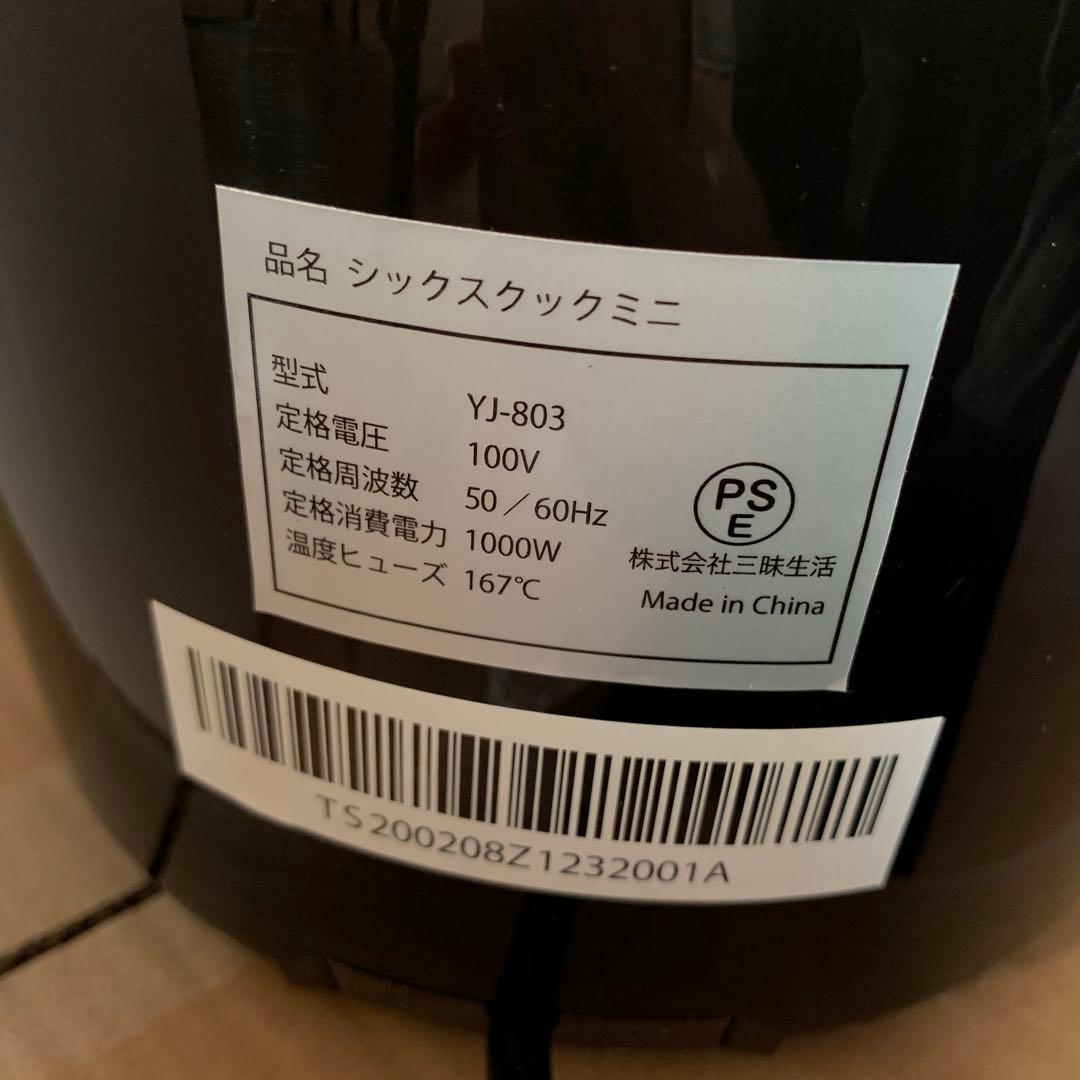 品名 シックスクックミニ
型式 YJ-803
定格電圧 100V
定格周波数 50／60Hz
定格消費電力 1000W
温度ヒューズ 167℃
PS
E
株式会社三昧生活
Made in China
TS200208Z1232001A